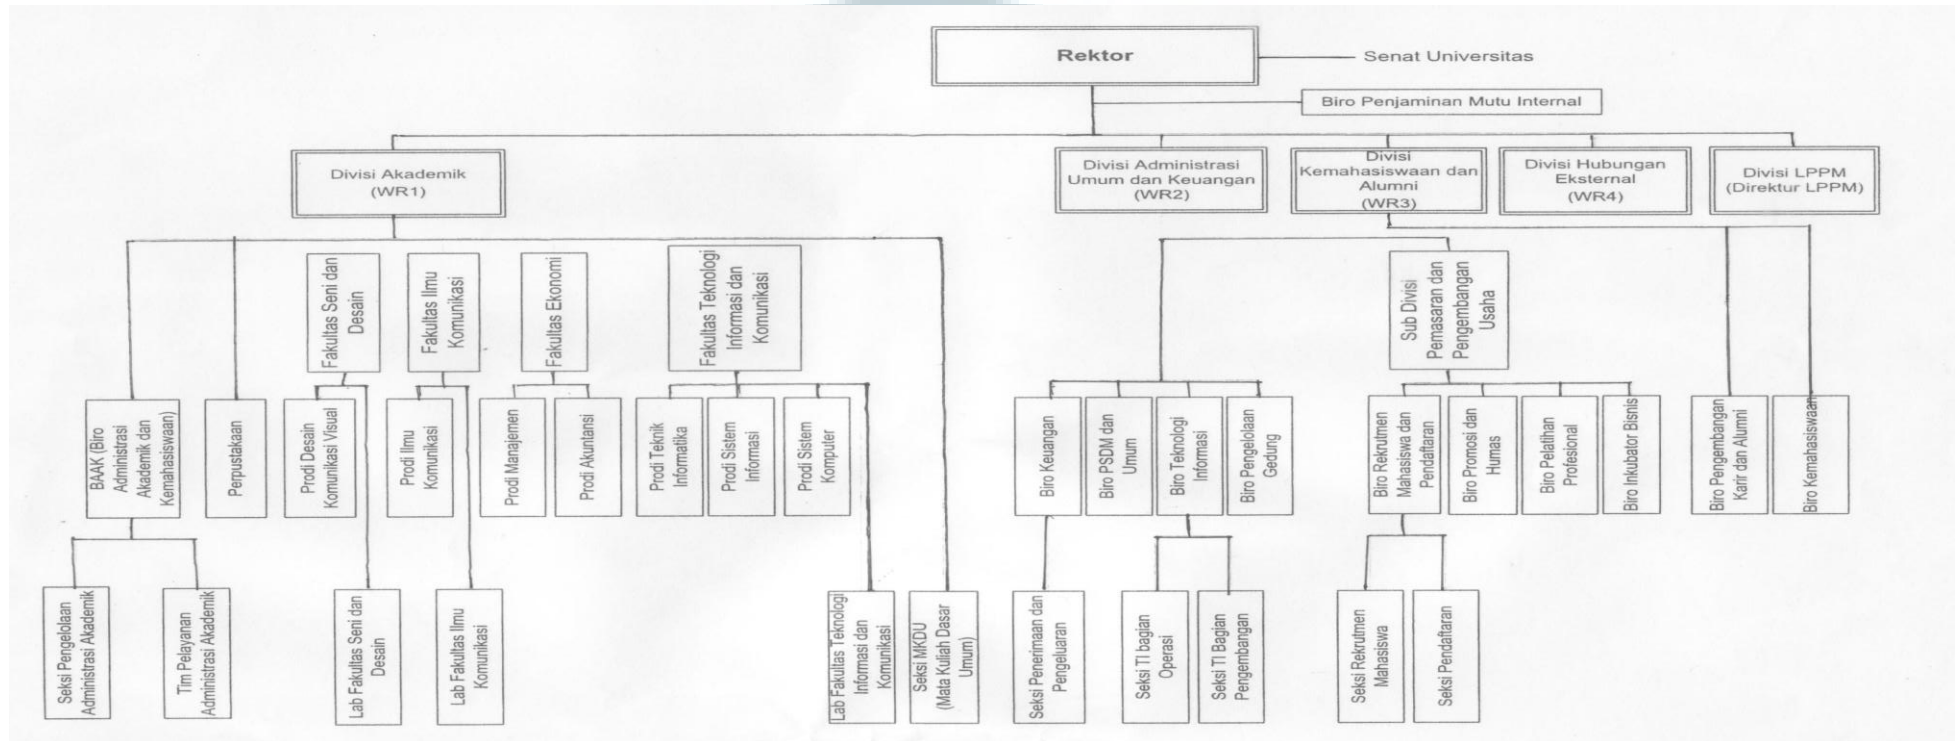 Rektor
Senat Universitas
Biro Penjaminan Mutu Internal
Divisi Akademik
(WR1)
Divisi Administrasi
Umum dan Keuangan
(WR2)
Divisi
Kemahasiswaan dan
Alumni
(WR3)
Divisi Hubungan
Eksternal
(WR4)
Divisi LPPM
(Direktur LPPM)
Fakultas Seni dan
Desain
Fakultas Ilmu
Komunikasi
Fakultas Ekonomi
Fakultas Teknologi
Informasi dan
Komunikasi
Sub Divisi
Pemasaran dan
Pengembangan
Usaha
BAAK (Biro
Administrasi
Akademik dan
Kemahasiswaan)
Perpustakaan
Prodi Desain
Komunikasi Visual
Prodi Ilmu
Komunikasi
Prodi Manajemen
Prodi Akuntansi
Prodi Teknik
Informatika
Prodi Sistem
Informasi
Prodi Sistem
Komputer
Biro Keuangan
Biro PSDM dan
Umum
Biro Teknologi
Informasi
Biro Pengelolaan
Gedung
Biro Rekrutmen
Mahasiswa dan
Pendaftaran
Biro Promosi dan
Humas
Biro Pelatihan
Profesional
Biro Inkubator Bisnis
Biro Pengembangan
Karir dan Alumni
Biro Kemahasiswaan
Seksi Pengelolaan
Administrasi Akademik
Tim Pelayanan
Administrasi Akademik
Lab Fakultas Seni dan
Desain
Lab Fakultas Ilmu
Komunikasi
Lab Fakultas Teknologi
Informasi dan
Komunikasi
Seksi MKDU
(Mata Kuliah Dasar
Umum)
Seksi Penerimaan dan
Pengeluaran
Seksi TI bagian
Operasi
Seksi TI Bagian
Pengembangan
Seksi Rekrutmen
Mahasiswa
Seksi Pendaftaran